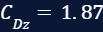 C_Dz = 1.87